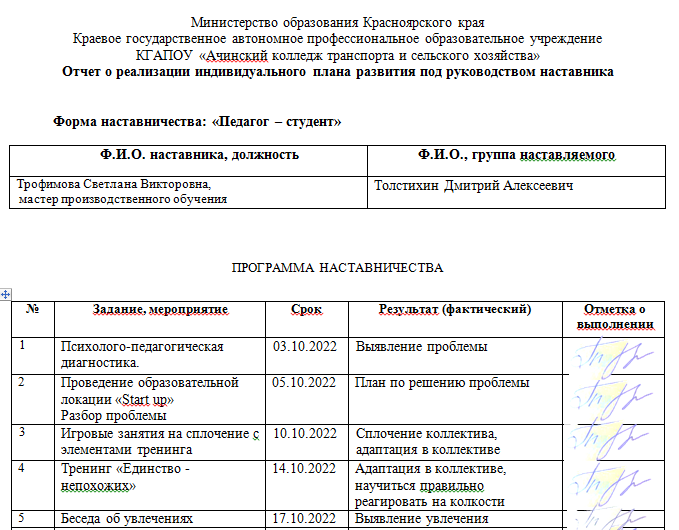 Министерство образования Красноярского края
Краевое государственное автономное профессиональное образовательное учреждение
КГАПОУ «Ачинский колледж транспорта и сельского хозяйства»
Отчет о реализации индивидуального плана развития под руководством наставника
Форма наставничества: «Педагог – студент»
Ф.И.О. наставника, должность
Ф.И.О., группа наставляемого
Трофимова Светлана Викторовна,
мастер производственного обучения
Толстихин Дмитрий Алексеевич
ПРОГРАММА НАСТАВНИЧЕСТВА
№ Задание, мероприятие Срок Результат (фактический) Отметка о
выполнении
1 Психолого-педагогическая 03.10.2022 Выявление проблемы
диагностика.
2 Проведение образовательной 05.10.2022 План по решению проблемы
локации «Start up»
Разбор проблемы
3 Игровые занятия на сплочение с 10.10.2022 Сплочение коллектива,
элементами тренинга адаптация в коллективе
4 Тренинг «Единство - 14.10.2022 Адаптация в коллективе,
непохожих» научиться правильно
реагировать на колкости
5 Беседа об увлечениях 17.10.2022 Выявление увлечения